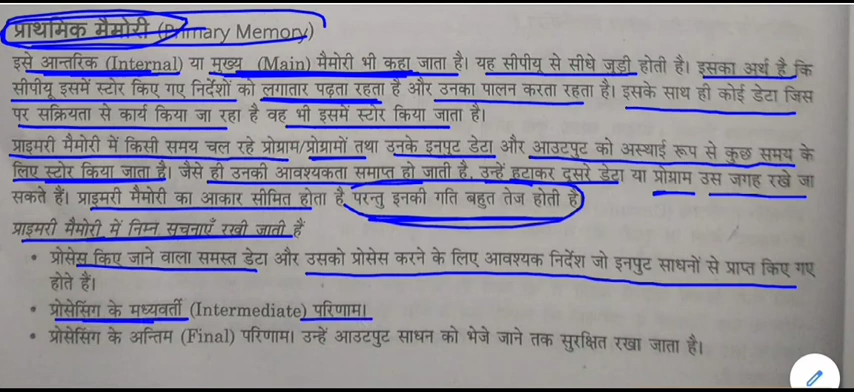 प्राथमिक मैमोरी (Primary Memory)
इसे आन्तरिक (Internal) या मुख्य (Main) मैमोरी भी कहा जाता है। यह सीपीयू से सीधे जुड़ी होती है। इसका अर्थ है कि
सीपीयू इसमें स्टोर किए गए निर्देशों को लगातार पढ़ता रहता है और उनका पालन करता रहता है। इसके साथ ही कोई डेटा जिस
पर सक्रियता से कार्य किया जा रहा है वह भी इसमें स्टोर किया जाता है।
प्राइमरी मैमोरी में किसी समय चल रहे प्रोग्राम/प्रोग्रामों तथा उनके इनपुट डेटा और आउटपुट को अस्थाई रूप से कुछ समय के
लिए स्टोर किया जाता है। जैसे ही उनकी आवश्यकता समाप्त हो जाती है, उन्हें हटाकर दूसरे डेटा या प्रोग्राम उस जगह रखे जा
सकते हैं। प्राइमरी मैमोरी का आकार सीमित होता है परन्तु इनकी गति बहुत तेज होती है
प्राइमरी मैमोरी में निम्न सूचनाएँ रखी जाती हैं
• प्रोसेस किए जाने वाला समस्त डेटा और उसको प्रोसेस करने के लिए आवश्यक निर्देश जो इनपुट साधनों से प्राप्त किए गए
होते हैं।
• प्रोसेसिंग के मध्यवर्ती (Intermediate) परिणाम।
• प्रोसेसिंग के अन्तिम (Final) परिणाम। उन्हें आउटपुट साधन को भेजे जाने तक सुरक्षित रखा जाता है।